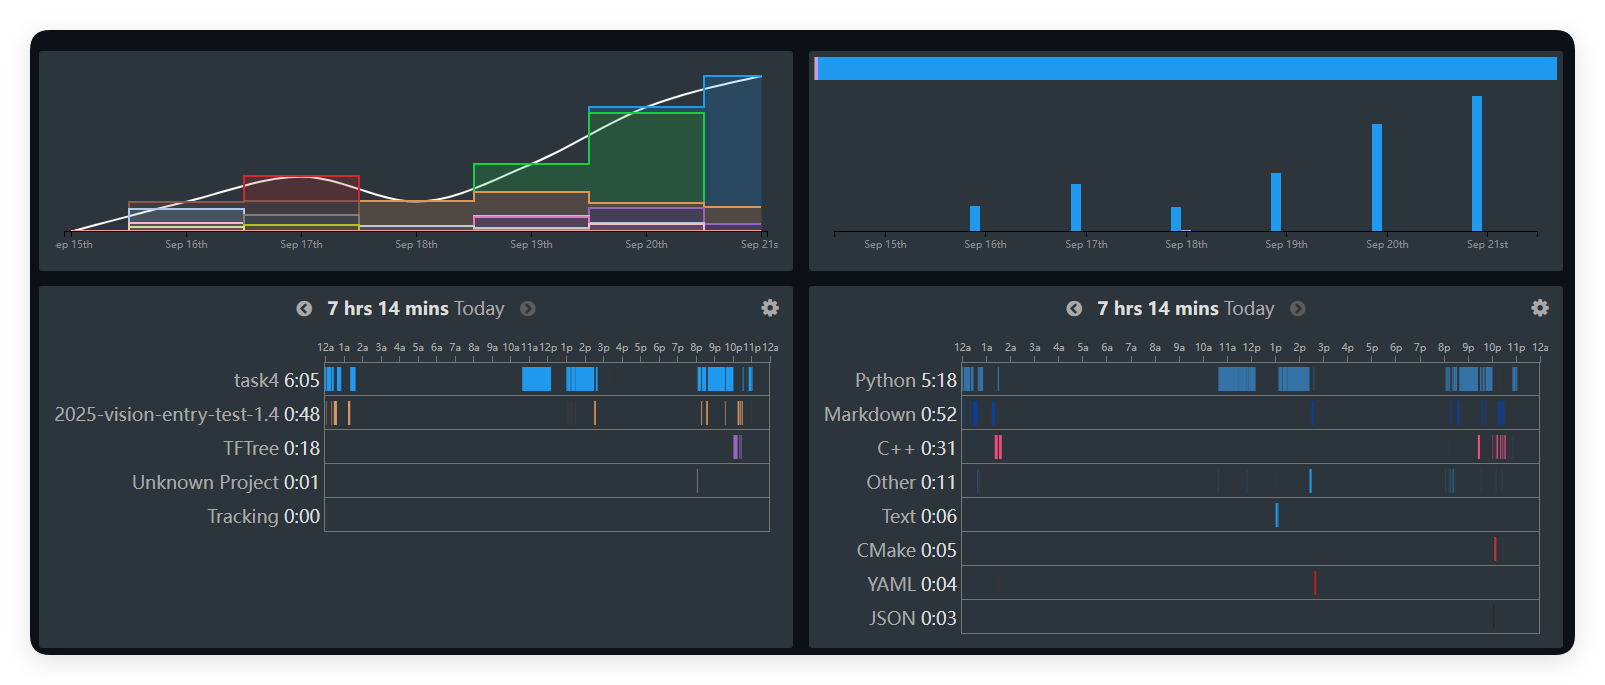 ep 15th Sep 16th Sep 17th Sep 18th Sep 19th Sep 20th Sep 21s
Sep 15th Sep 16th Sep 17th Sep 18th Sep 19th Sep 20th Sep 21st
7 hrs 14 mins Today
12a 1a 2a 3a 4a 5a 6a 7a 8a 9a 10a 11a 12p 1p 2p 3p 4p 5p 6p 7p 8p 9p 10p 11p 12a
task4 6:05
2025-vision-entry-test-1.4 0:48
TFTree 0:18
Unknown Project 0:01
Tracking 0:00
7 hrs 14 mins Today
12a 1a 2a 3a 4a 5a 6a 7a 8a 9a 10a 11a 12p 1p 2p 3p 4p 5p 6p 7p 8p 9p 10p 11p 12a
Python 5:18
Markdown 0:52
C++ 0:31
Other 0:11
Text 0:06
CMake 0:05
YAML 0:04
JSON 0:03